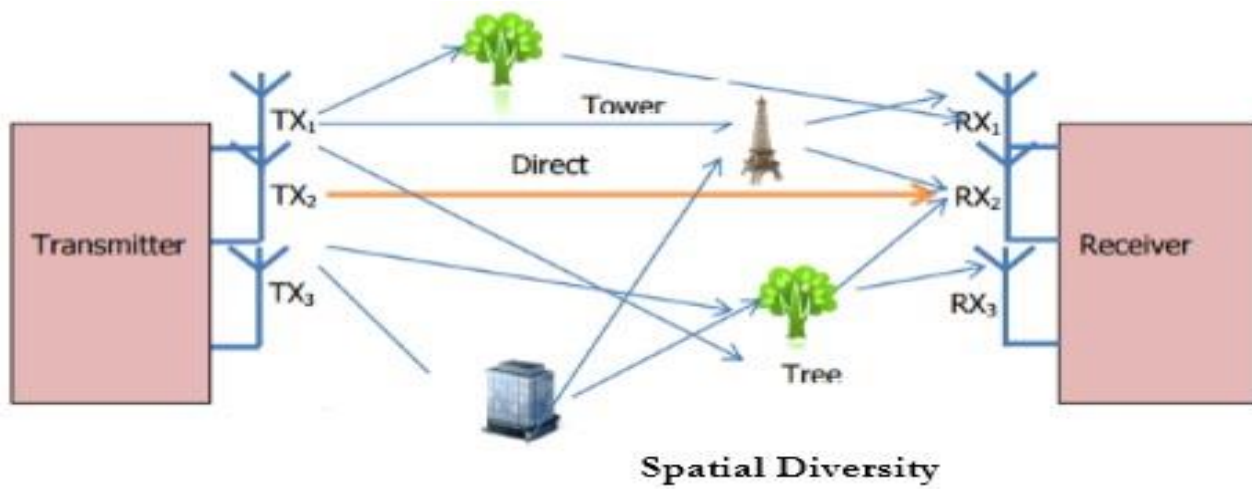 TX₁
Tower
RX₁
Direct
TX₂
RX₂
Transmitter
Receiver
TX₃
RX₃
Tree
Spatial Diversity